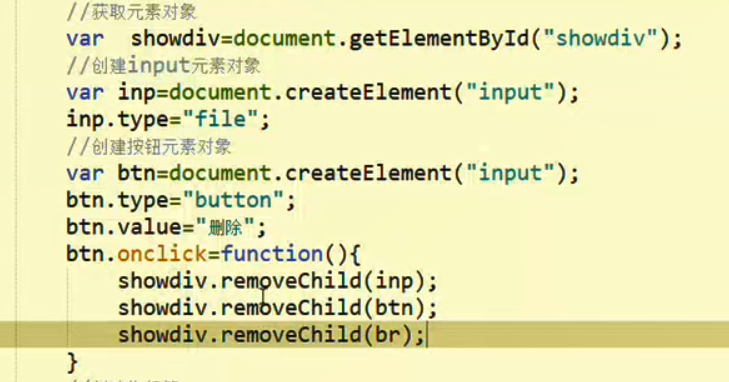 //获取元素对象
var  showdiv=document.getElementById("showdiv");
//创建input元素对象
var inp=document.createElement("input");
inp.type="file";
//创建按钮元素对象
var btn=document.createElement("input");
btn.type="button";
btn.value="删除";
btn.onclick=function(){
    showdiv.removeChild(inp);
    showdiv.removeChild(btn);
    showdiv.removeChild(br);
}